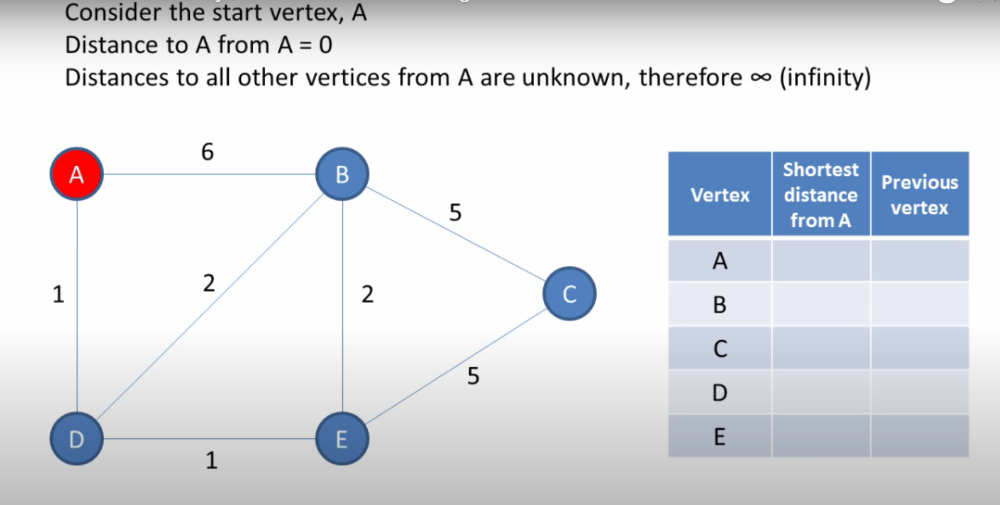 Consider the start vertex, A
Distance to A from A = 0
Distances to all other vertices from A are unknown, therefore ∞ (infinity)
6
A
B
5
1
2
2
C
5
D
E
1
Vertex
Shortest
distance
from A
Previous
vertex
A
B
C
D
E